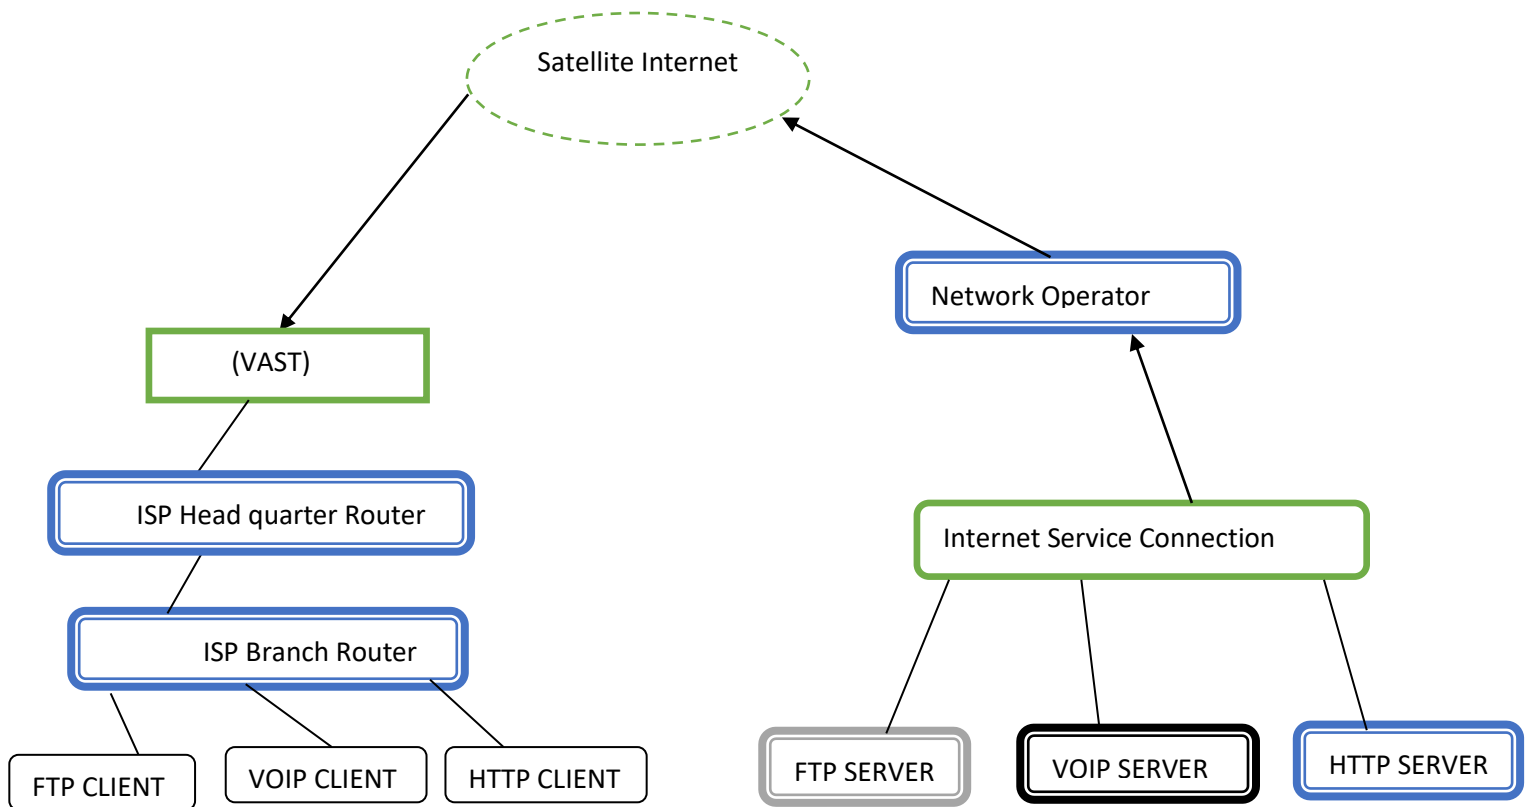 Satellite Internet
Network Operator
(VAST)
ISP Head quarter Router
Internet Service Connection
ISP Branch Router
FTP CLIENT
VOIP CLIENT
HTTP CLIENT
FTP SERVER
VOIP SERVER
HTTP SERVER